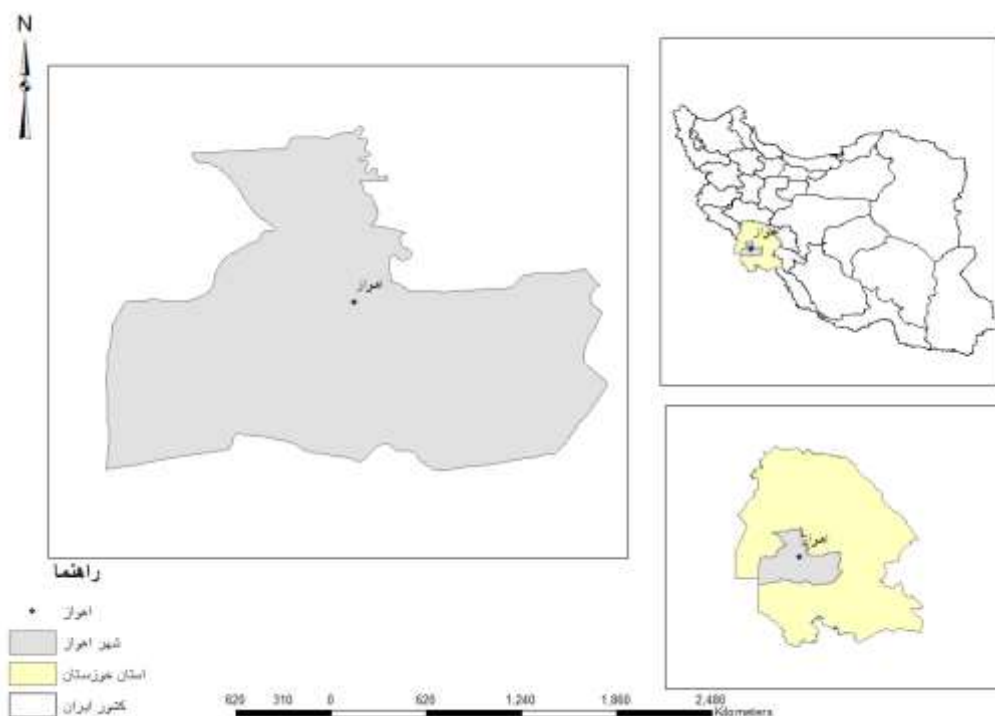 N
اهواز
اهواز
اهواز
راهنما
اهواز
شهر اهواز
استان خوزستان
کشور ایران
620 310 0 620 1,240 1,860 2,486
Kilometers